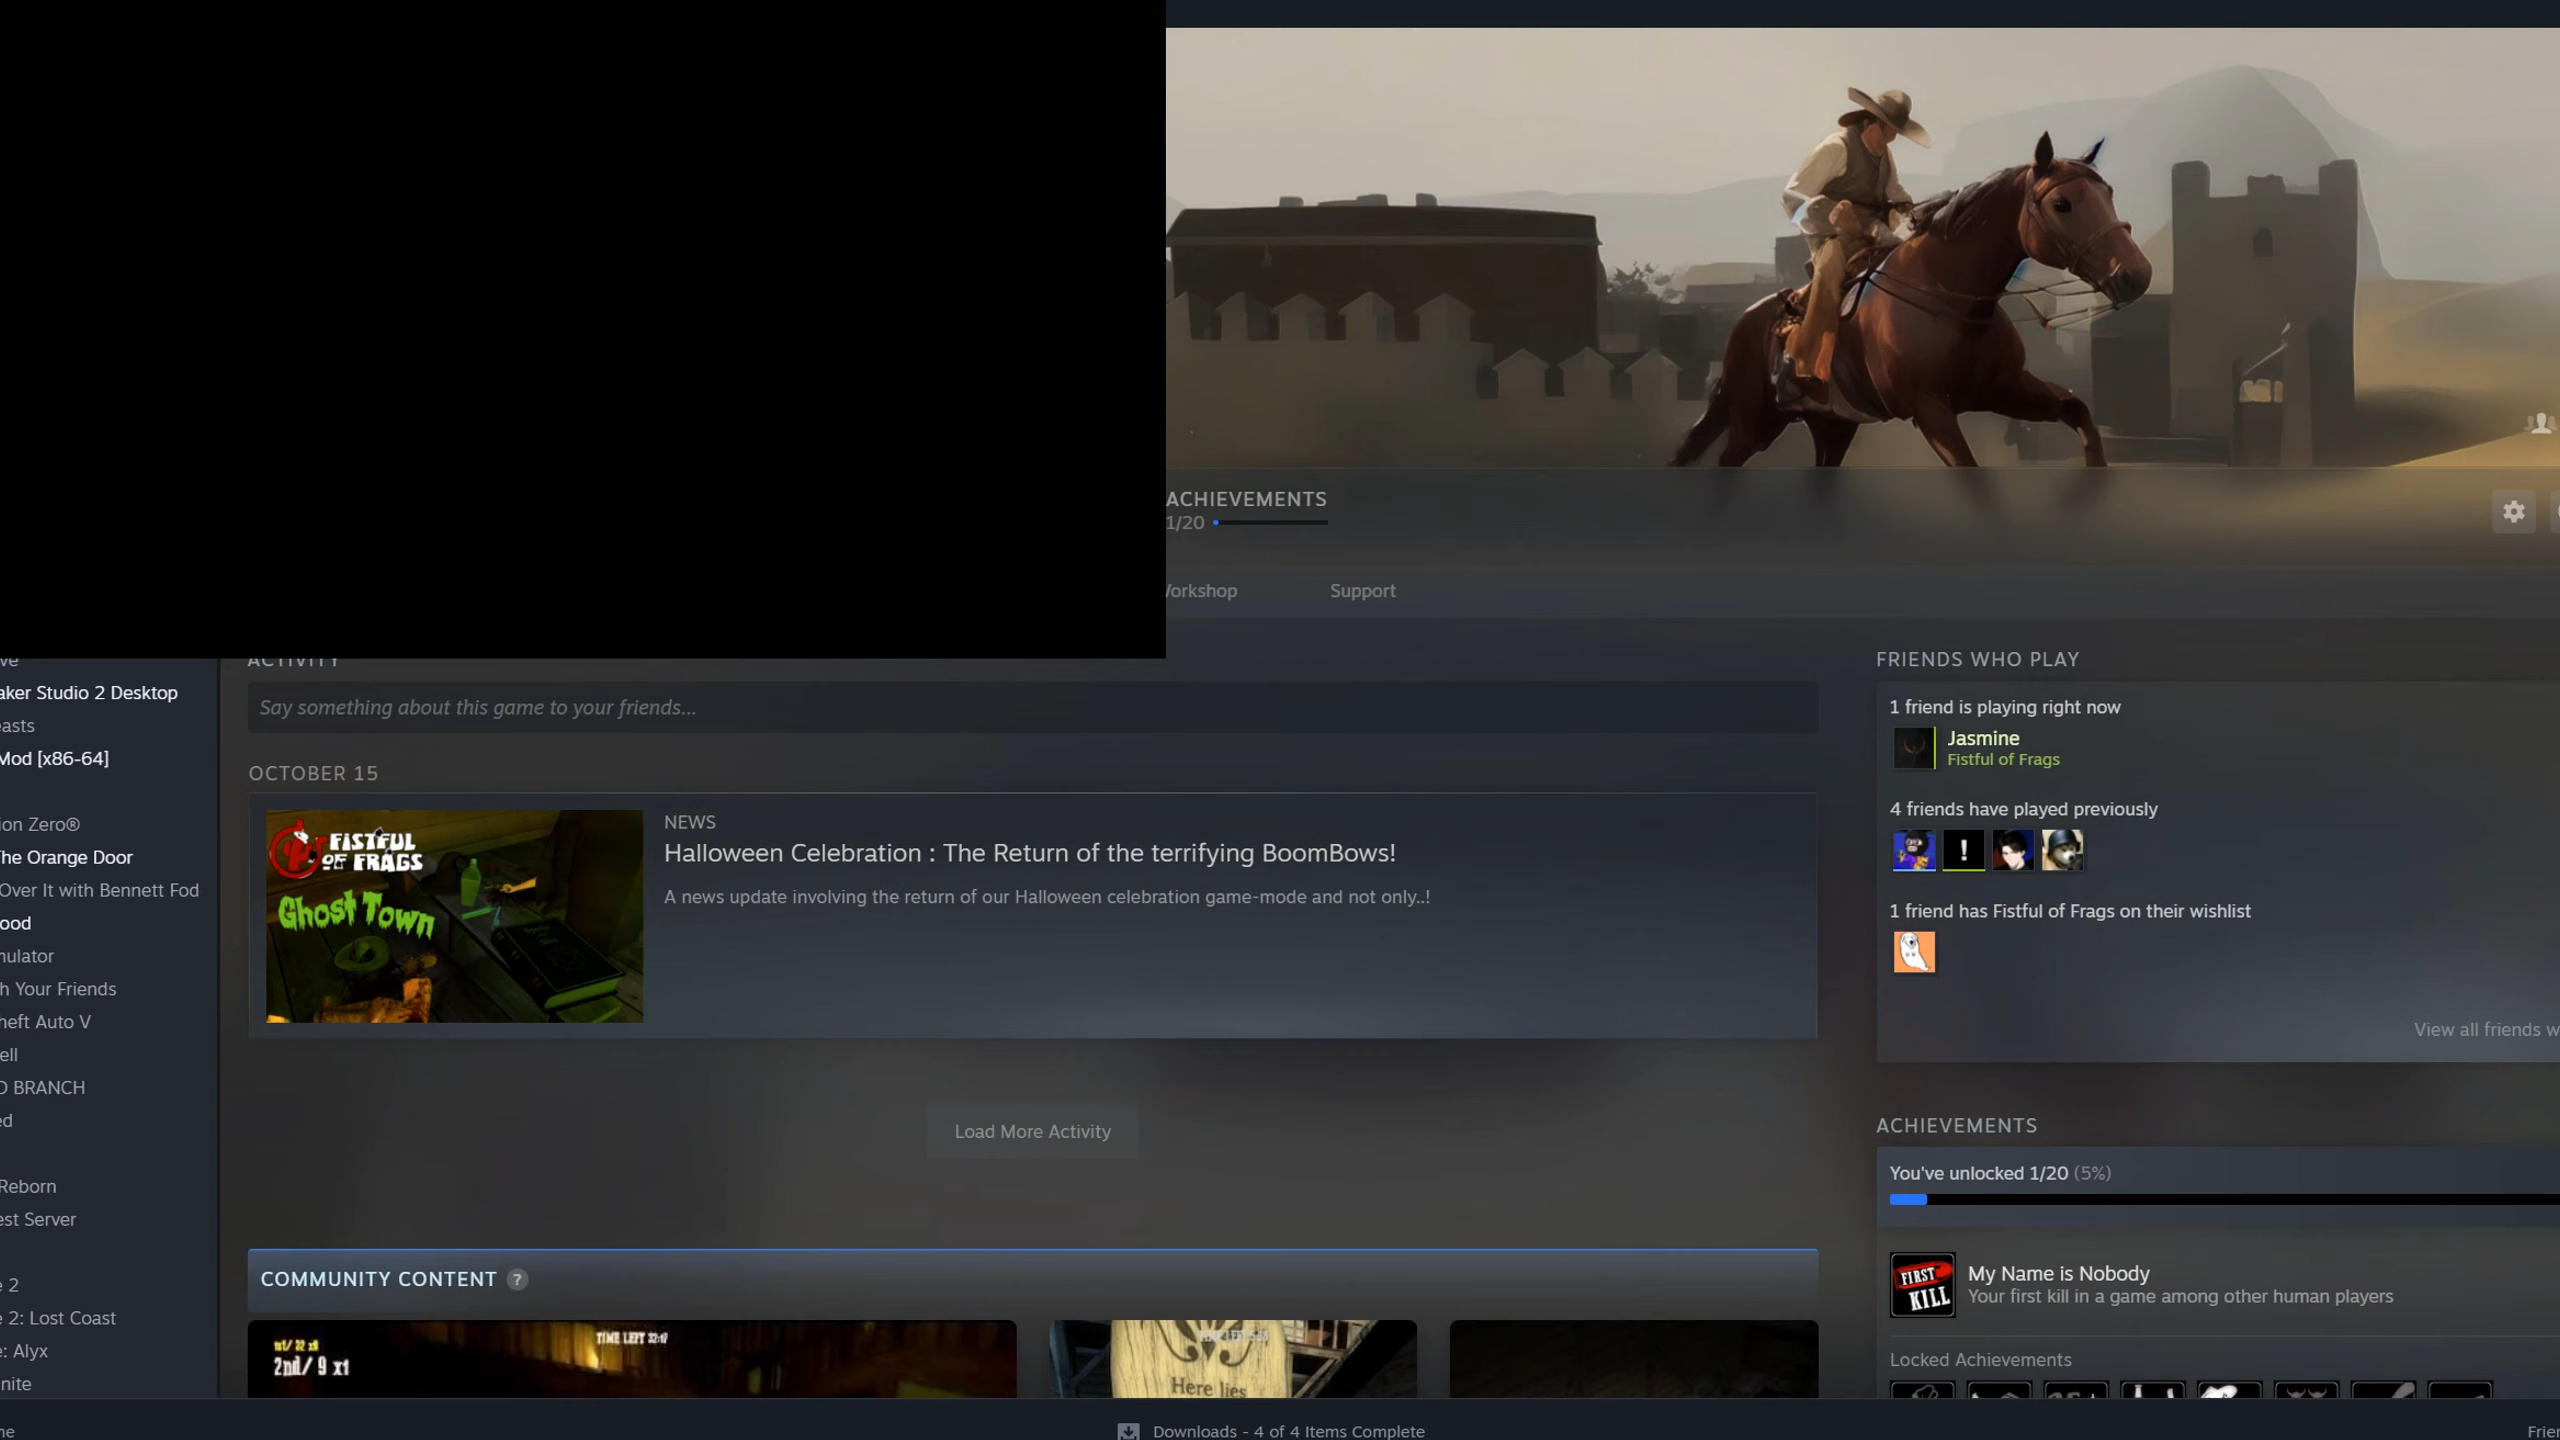 ACHIEVEMENTS
1/20
Workshop
Support
ve
aker Studio 2 Desktop
easts
Mod [x86-64]
ion Zero®
The Orange Door
Over It with Bennett Fod
ood
mulator
h Your Friends
heft Auto V
ell
D BRANCH
ed
Reborn
est Server
e 2
e 2: Lost Coast
e: Alyx
nite
ACTIVITY
Say something about this game to your friends...
OCTOBER 15
FISTFUL
OF FRAGS
Ghost Town
NEWS
Halloween Celebration : The Return of the terrifying BoomBows!
A news update involving the return of our Halloween celebration game-mode and not only..!
Load More Activity
COMMUNITY CONTENT ?
2nd/ 9 x1
TIME LEFT 32:17
Here lies
FRIENDS WHO PLAY
1 friend is playing right now
Jasmine
Fistful of Frags
4 friends have played previously
!
1 friend has Fistful of Frags on their wishlist
View all friends w
ACHIEVEMENTS
You've unlocked 1/20 (5%)
FIRST
KILL
My Name is Nobody
Your first kill in a game among other human players
Locked Achievements
me
Downloads - 4 of 4 Items Complete
Frien